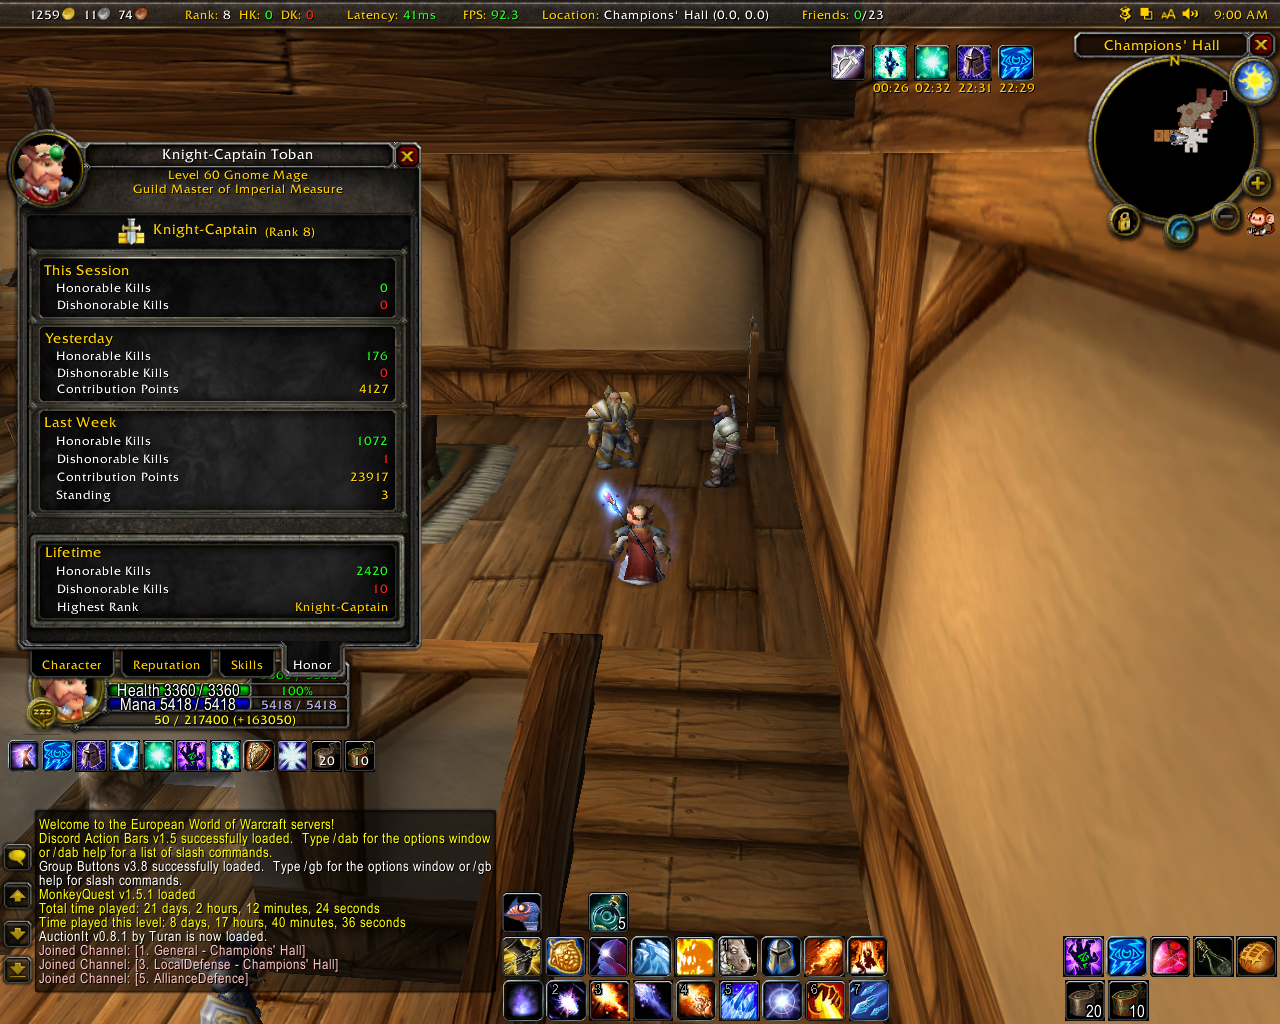 1259 11 74 Rank: 8 HK: 0 DK: 0 Latency: 41ms FPS: 92.3 Location: Champions' Hall (0.0, 0.0) Friends: 0/23 9:00 AM
Champions' Hall
N
00:26 02:32 22:31 22:29
Knight-Captain Toban
Level 60 Gnome Mage
Guild Master of Imperial Measure
Knight-Captain (Rank 8)
This Session
Honorable Kills 0
Dishonorable Kills 0
Yesterday
Honorable Kills 176
Dishonorable Kills 0
Contribution Points 4127
Last Week
Honorable Kills 1072
Dishonorable Kills 1
Contribution Points 23917
Standing 3
Lifetime
Honorable Kills 2420
Dishonorable Kills 10
Highest Rank Knight-Captain
Character Reputation Skills Honor
Health 3360 / 3360 100%
Mana 5418 / 5418 5418 / 5418
zzz
50 / 217400 (+163050)
20 10
Welcome to the European World of Warcraft servers!
Discord Action Bars v1.5 successfully loaded. Type /dab for the options window
or /dab help for a list of slash commands.
Group Buttons v3.8 successfully loaded. Type /gb for the options window or /gb
help for slash commands.
MonkeyQuest v1.5.1 loaded
Total time played: 21 days, 2 hours, 12 minutes, 24 seconds
Time played this level: 8 days, 17 hours, 40 minutes, 36 seconds
AuctionIt v0.8.1 by Turan is now loaded.
Joined Channel: [1. General - Champions' Hall]
Joined Channel: [3. LocalDefense - Champions' Hall]
Joined Channel: [5. AllianceDefence]
5
1
2 3 4 5 6 7
20 10